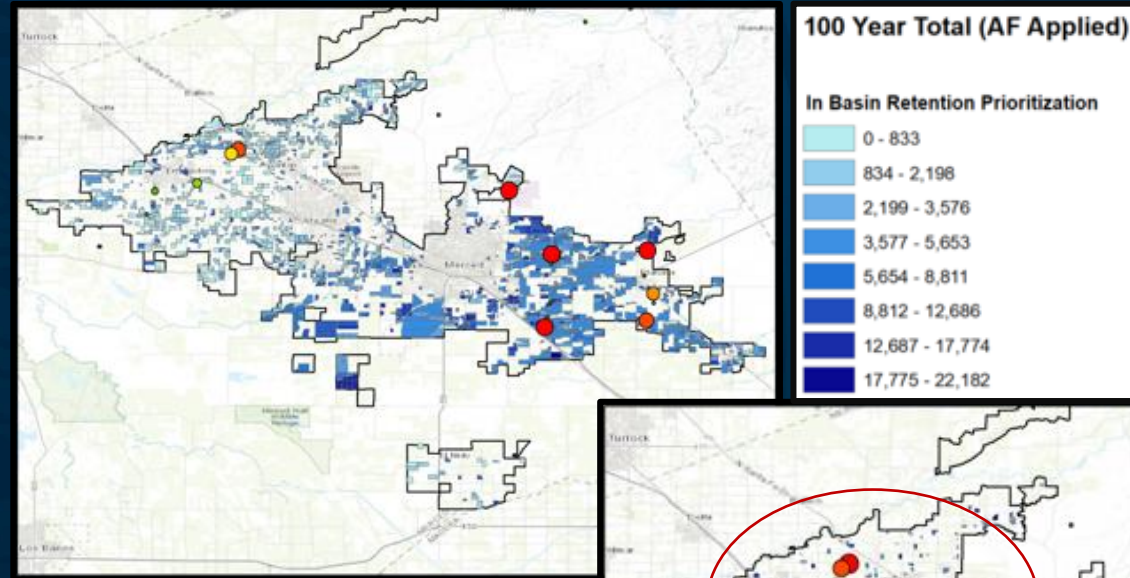 100 Year Total (AF Applied)
In Basin Retention Prioritization
0 - 833
834 - 2,198
2,199 - 3,576
3,577 - 5,653
5,654 - 8,811
8,812 - 12,686
12,687 - 17,774
17,775 - 22,182
Turlock
Merced
Los Banos
Turlock